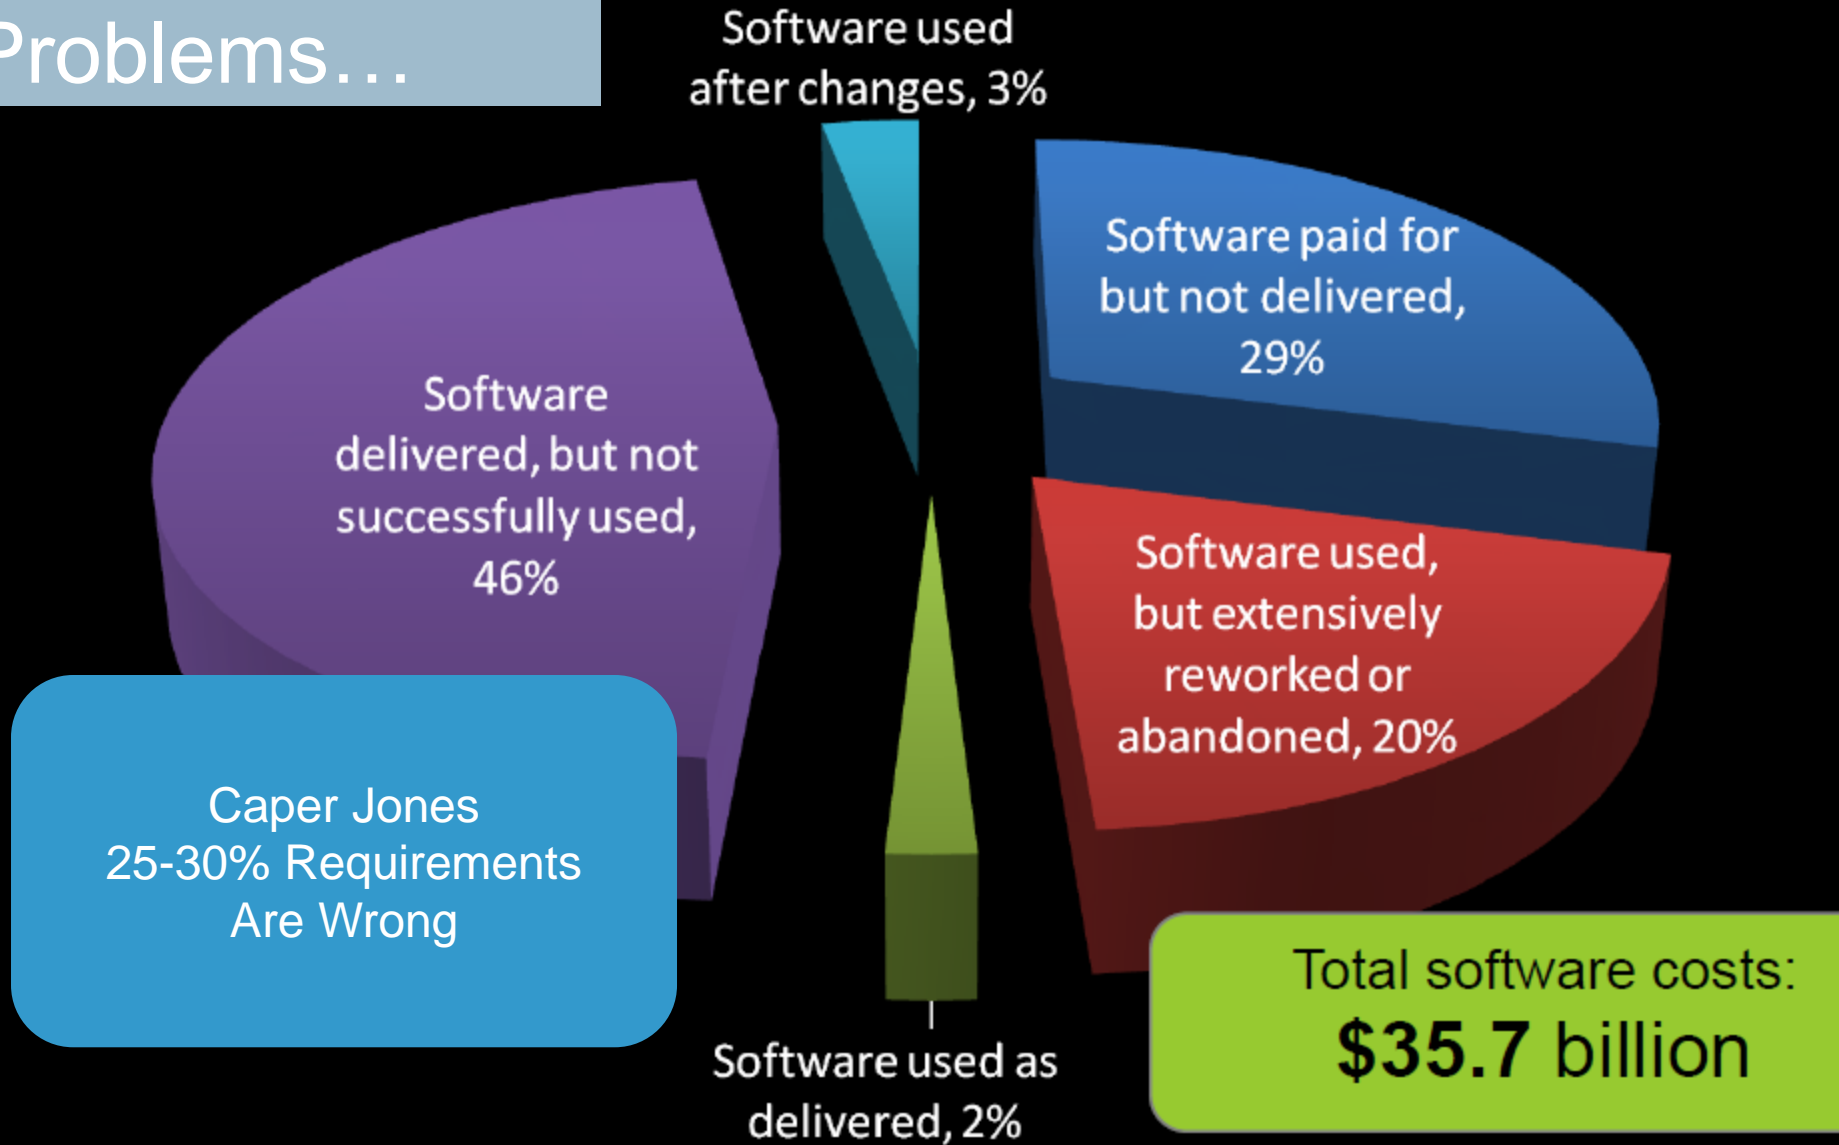 Problems...
Software used
after changes, 3%
Software paid for
but not delivered,
29%
Software
delivered, but not
successfully used,
46%
Software used,
but extensively
reworked or
abandoned, 20%
Caper Jones
25-30% Requirements
Are Wrong
Total software costs:
$35.7 billion
Software used as
delivered, 2%